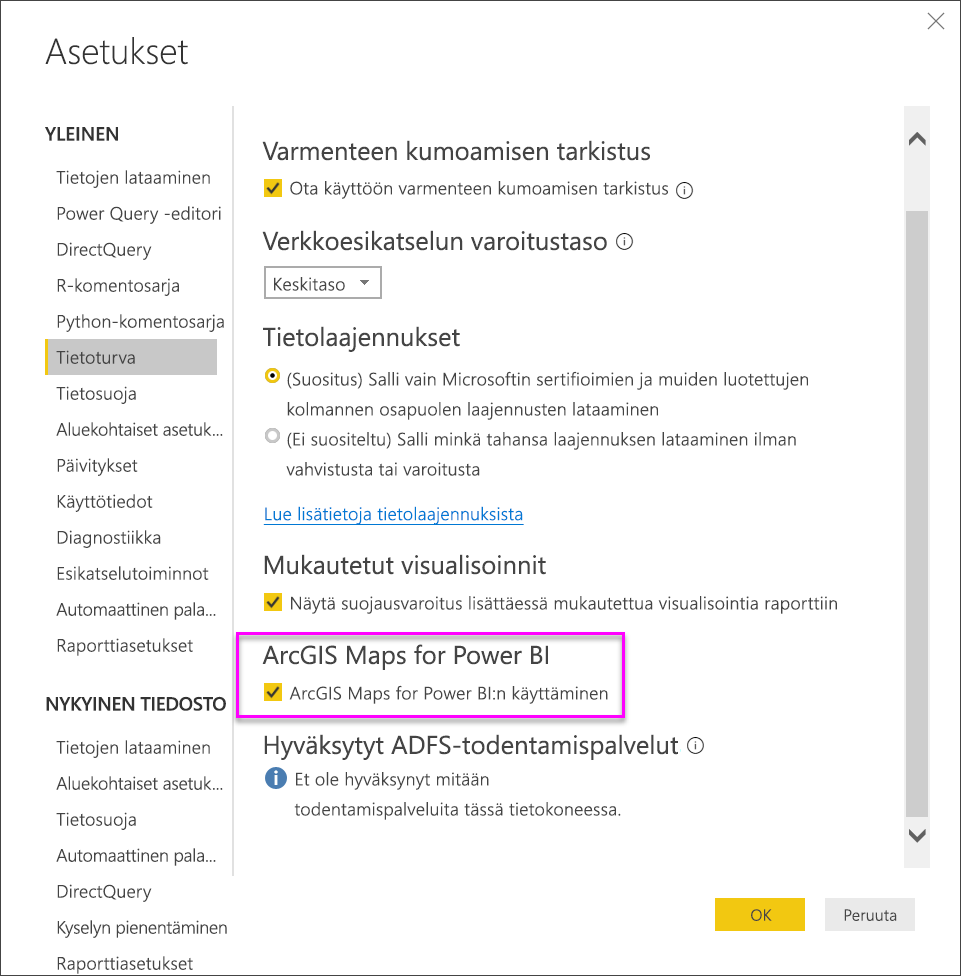 Asetukset
YLEINEN
Tietojen lataaminen
Power Query -editori
DirectQuery
R-komentosarja
Python-komentosarja
Tietoturva
Tietosuoja
Aluekohtaiset asetuk...
Päivitykset
Käyttötiedot
Diagnostiikka
Esikatselutoiminnot
Automaattinen pala...
Raporttiasetukset
NYKYINEN TIEDOSTO
Tietojen lataaminen
Aluekohtaiset asetuk...
Tietosuoja
Automaattinen pala...
DirectQuery
Kyselyn pienentäminen
Raporttiasetukset
Varmenteen kumoamisen tarkistus
Ota käyttöön varmenteen kumoamisen tarkistus
Verkkoesikatselun varoitustaso
Keskitaso
Tietolaajennukset
(Suositus) Salli vain Microsoftin sertifioimien ja muiden luotettujen
kolmannen osapuolen laajennusten lataaminen
(Ei suositeltu) Salli minkä tahansa laajennuksen lataaminen ilman
vahvistusta tai varoitusta
Lue lisätietoja tietolaajennuksista
Mukautetut visualisoinnit
Näytä suojausvaroitus lisättäessä mukautettua visualisointia raporttiin
ArcGIS Maps for Power BI
ArcGIS Maps for Power BI:n käyttäminen
Hyväksytyt ADFS-todentamispalvelut
Et ole hyväksynyt mitään
todentamispalveluita tässä tietokoneessa.
OK
Peruuta